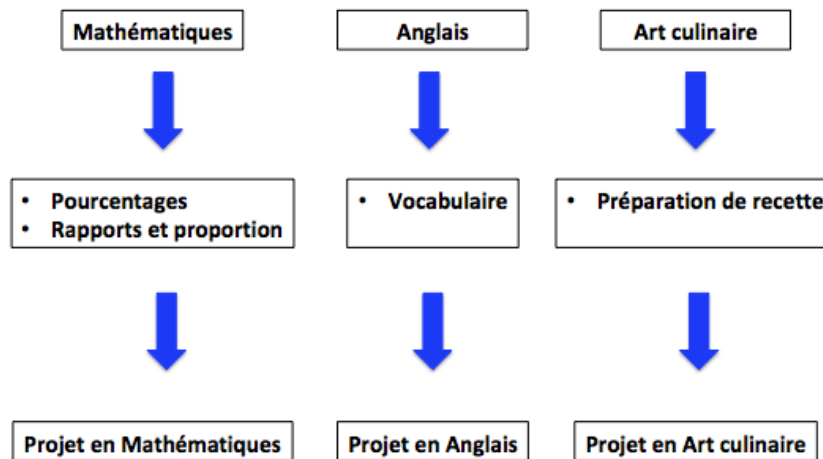 Mathématiques
Anglais
Art culinaire
• Pourcentages
• Rapports et proportion
• Vocabulaire
• Préparation de recette
Projet en Mathématiques
Projet en Anglais
Projet en Art culinaire